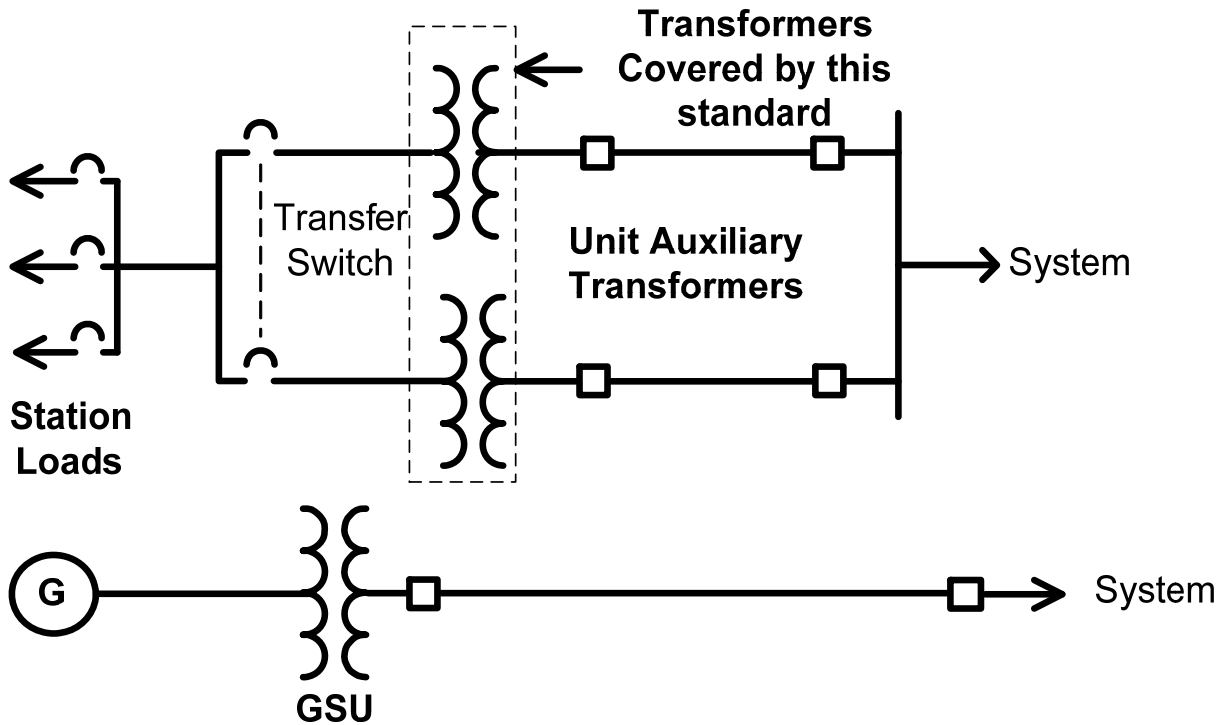 Transformers
Covered by this
standard
Transfer
Switch
Unit Auxiliary
Transformers
System
Station
Loads
G
System
GSU